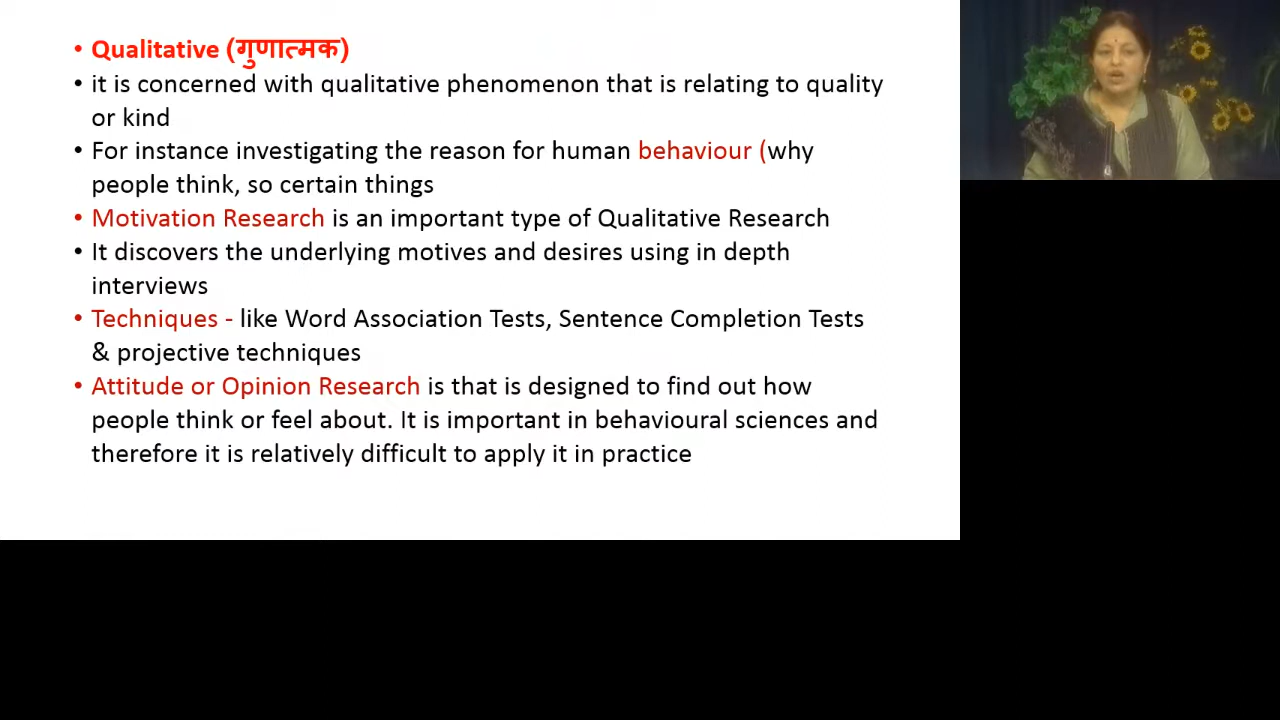 • Qualitative (गुणात्मक)
• it is concerned with qualitative phenomenon that is relating to quality
or kind
• For instance investigating the reason for human behaviour (why
people think, so certain things
• Motivation Research is an important type of Qualitative Research
• It discovers the underlying motives and desires using in depth
interviews
• Techniques - like Word Association Tests, Sentence Completion Tests
& projective techniques
• Attitude or Opinion Research is that is designed to find out how
people think or feel about. It is important in behavioural sciences and
therefore it is relatively difficult to apply it in practice